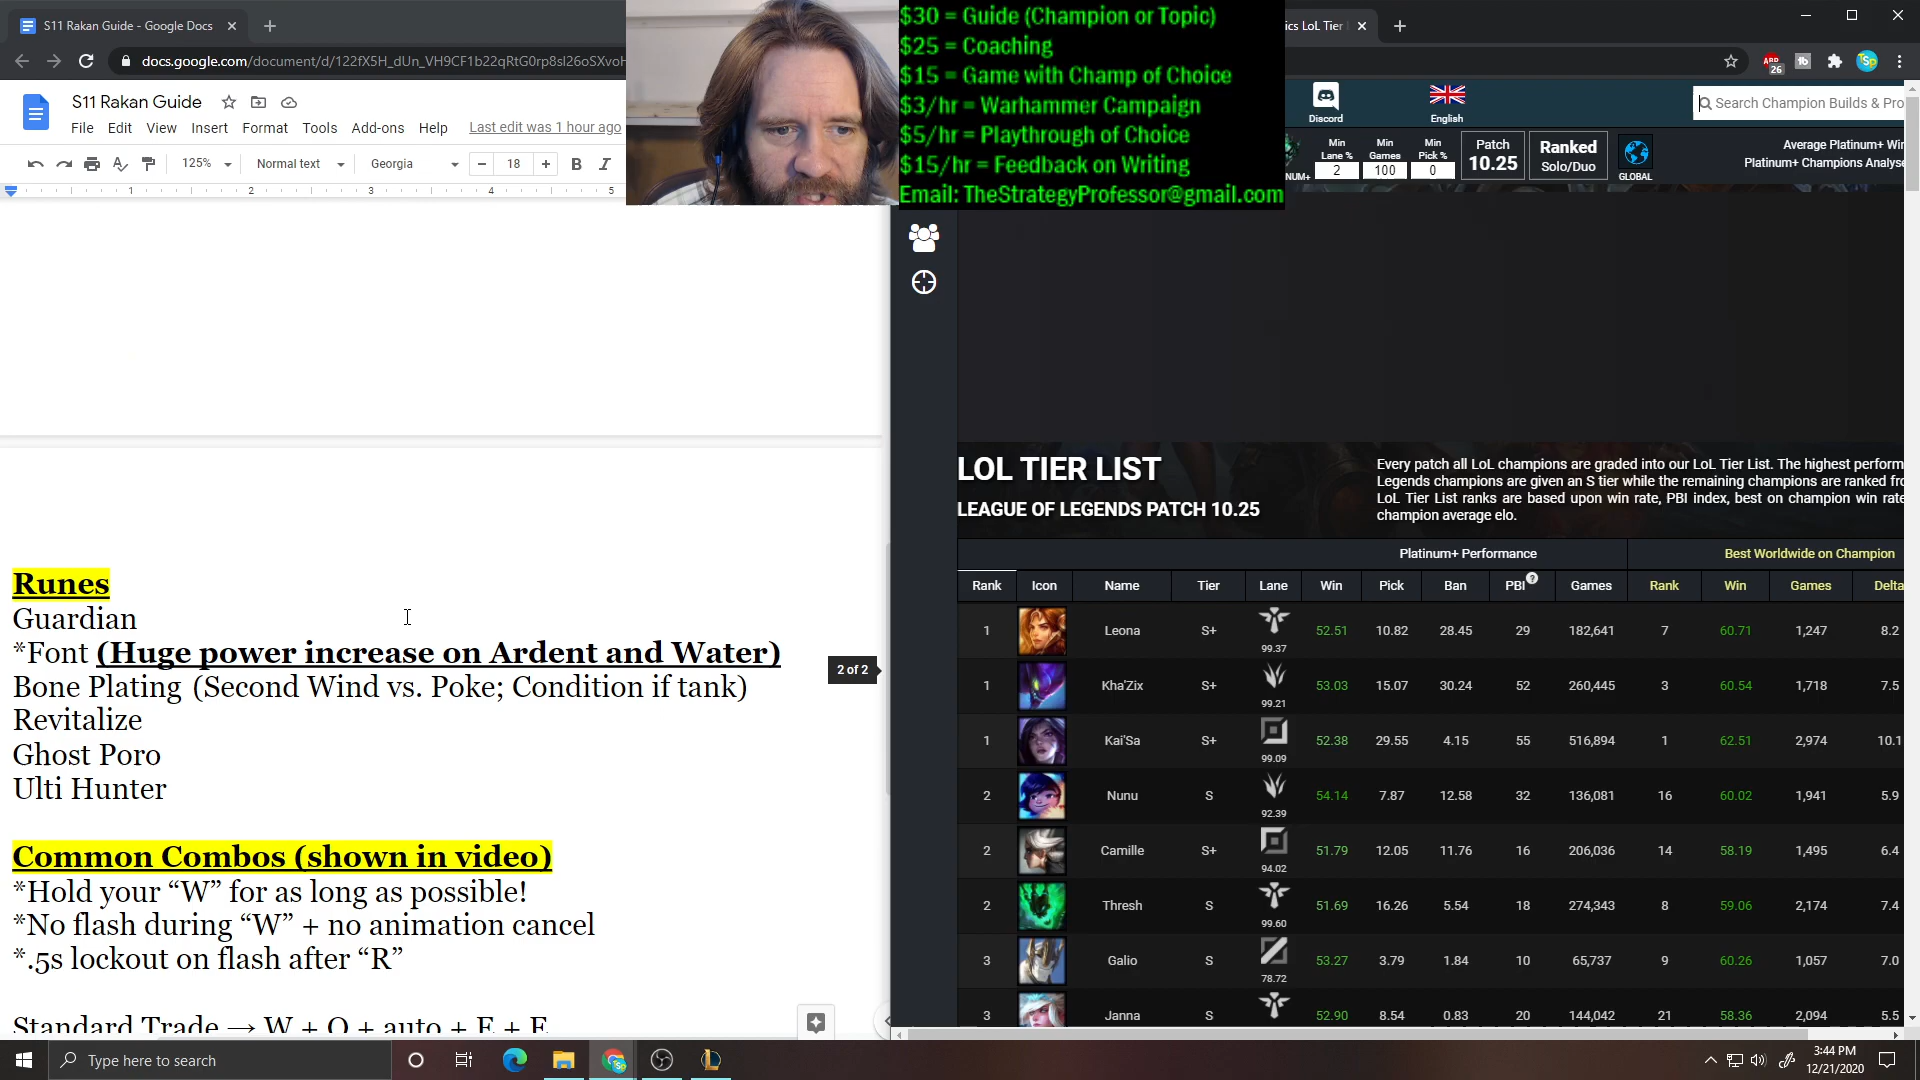 S11 Rakan Guide - Google Docs
ics LoL Tier
docs.google.com/document/d/122fX5H_dUn_VH9CF1b22qRtG0rp8sl26oSXvoH
$30 = Guide (Champion or Topic)
$25 = Coaching
$15 = Game with Champ of Choice
$3/hr = Warhammer Campaign
$5/hr = Playthrough of Choice
$15/hr = Feedback on Writing
Email: TheStrategyProfessor@gmail.com
S11 Rakan Guide
File Edit View Insert Format Tools Add-ons Help Last edit was 1 hour ago
125% Normal text Georgia 18 B I
1 2 3 4 5
26
Discord
English
Search Champion Builds & Pro
NUM+
Min Lane % 2
Min Games 100
Min Pick % 0
Patch 10.25
Ranked Solo/Duo
GLOBAL
Average Platinum+ Wir
Platinum+ Champions Analyse
Runes
Guardian
*Font (Huge power increase on Ardent and Water)
Bone Plating (Second Wind vs. Poke; Condition if tank)
Revitalize
Ghost Poro
Ulti Hunter
2 of 2
Common Combos (shown in video)
*Hold your “W” for as long as possible!
*No flash during “W” + no animation cancel
*.5s lockout on flash after “R”
Standard Trade → W + Q + auto + E + E
LOL TIER LIST
LEAGUE OF LEGENDS PATCH 10.25
Every patch all LoL champions are graded into our LoL Tier List. The highest perform
Legends champions are given an S tier while the remaining champions are ranked fr
LoL Tier List ranks are based upon win rate, PBI index, best on champion win rate
champion average elo.
Platinum+ Performance Best Worldwide on Champion
Rank Icon Name Tier Lane Win Pick Ban PBI ? Games Rank Win Games Delta
1 Leona S+ 99.37 52.51 10.82 28.45 29 182,641 7 60.71 1,247 8.2
1 Kha'Zix S+ 99.21 53.03 15.07 30.24 52 260,445 3 60.54 1,718 7.5
1 Kai'Sa S+ 99.09 52.38 29.55 4.15 55 516,894 1 62.51 2,974 10.1
2 Nunu S 92.39 54.14 7.87 12.58 32 136,081 16 60.02 1,941 5.9
2 Camille S+ 94.02 51.79 12.05 11.76 16 206,036 14 58.19 1,495 6.4
2 Thresh S 99.60 51.69 16.26 5.54 18 274,343 8 59.06 2,174 7.4
3 Galio S 78.72 53.27 3.79 1.84 10 65,737 9 60.26 1,057 7.0
3 Janna S 52.90 8.54 0.83 20 144,042 21 58.36 2,094 5.5
Type here to search
3:44 PM
12/21/2020